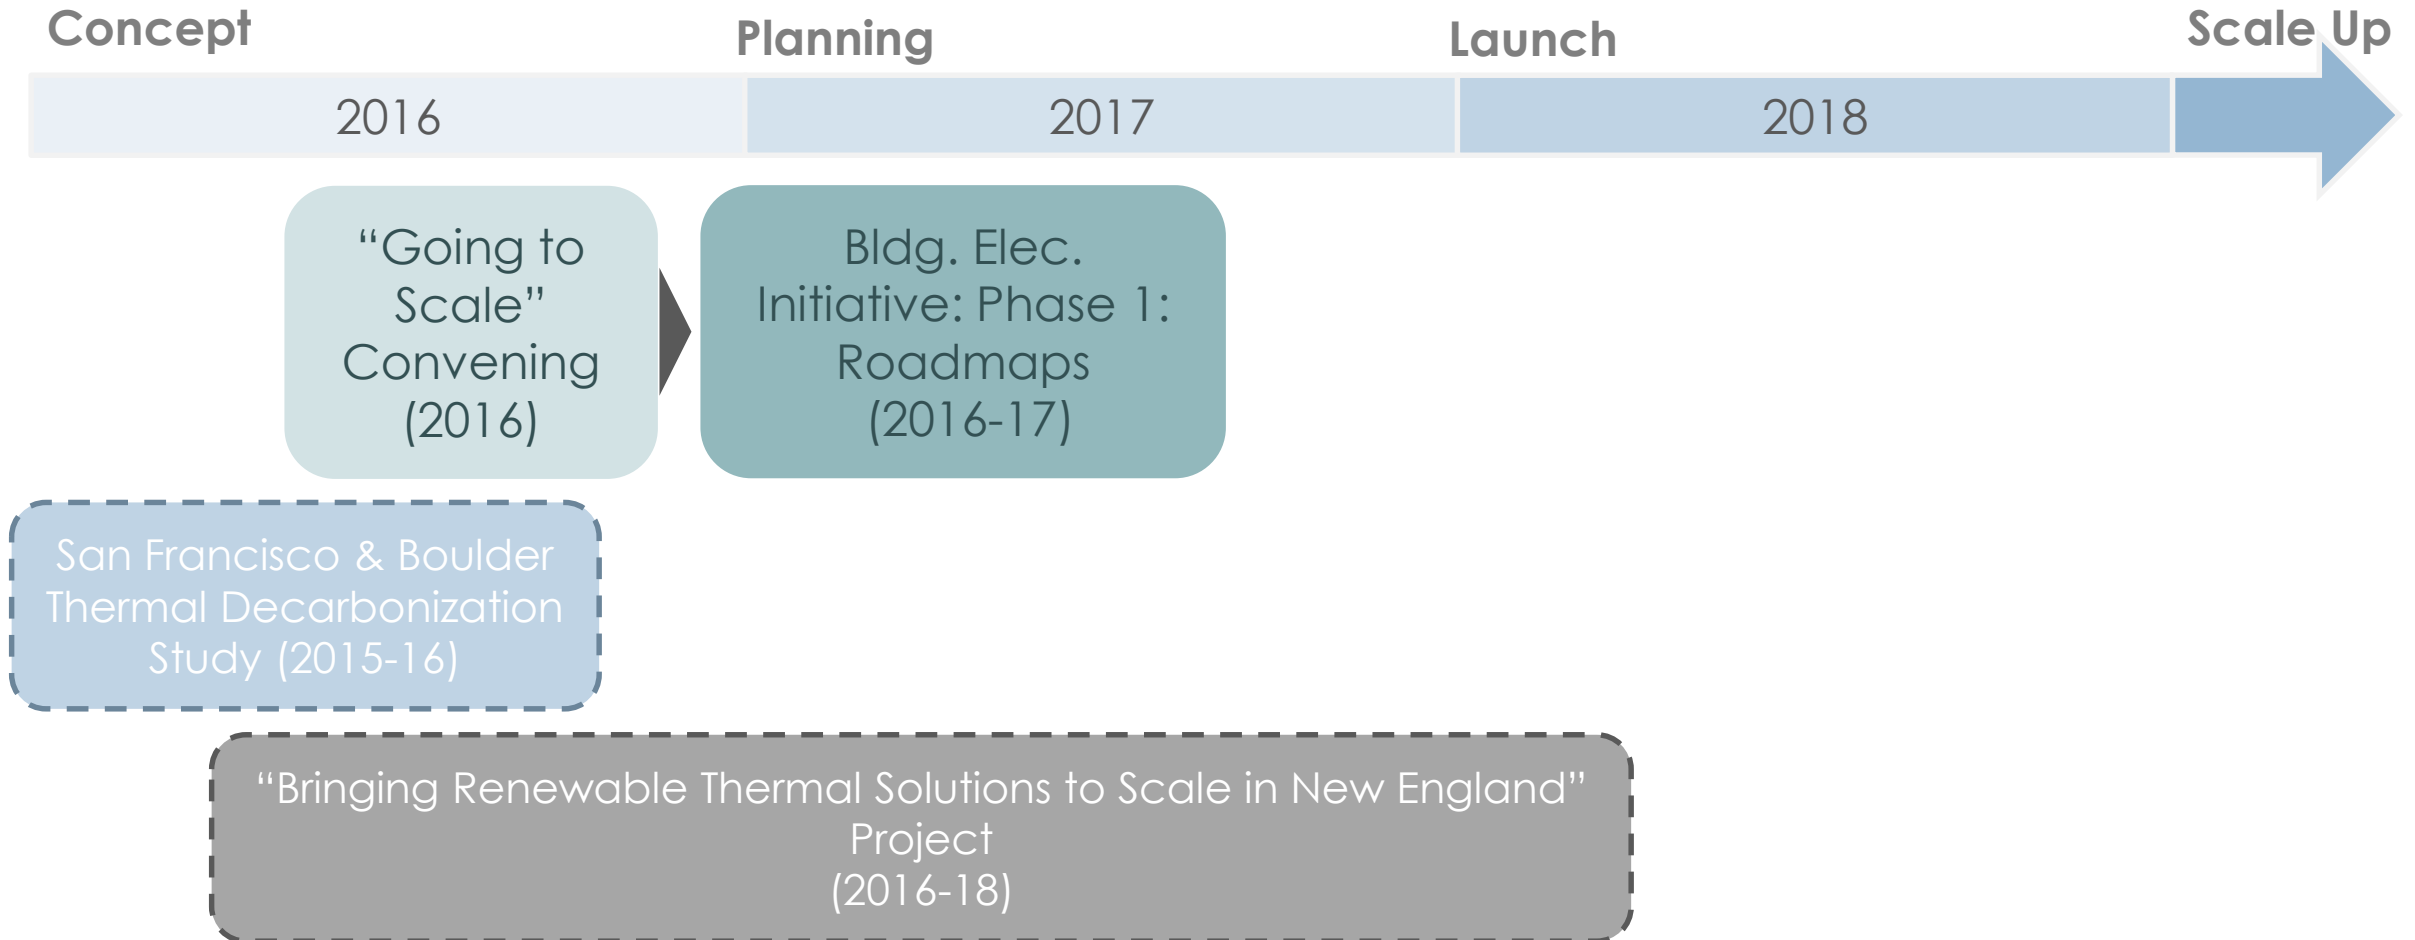 Concept
Planning
Launch
Scale Up
2016
2017
2018
“Going to
Scale”
Convening
(2016)
Bldg. Elec.
Initiative: Phase 1:
Roadmaps
(2016-17)
San Francisco & Boulder
Thermal Decarbonization
Study (2015-16)
“Bringing Renewable Thermal Solutions to Scale in New England”
Project
(2016-18)